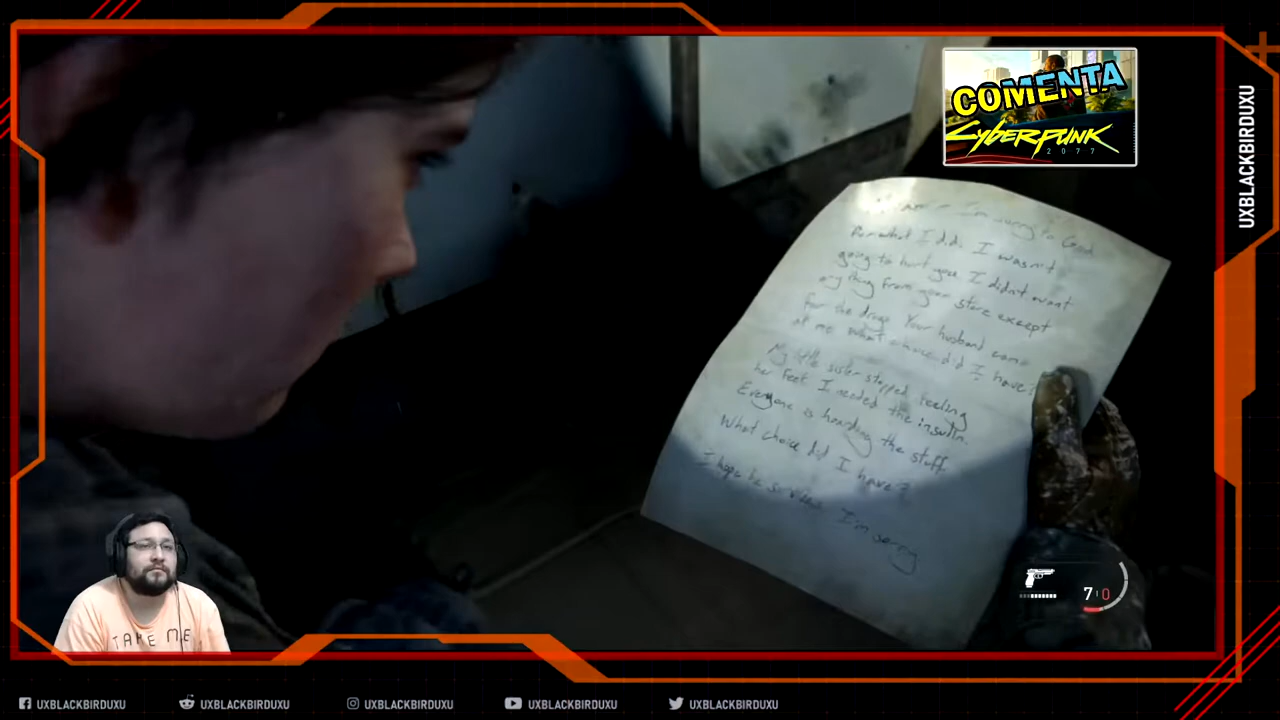 COMENTA
CYBERPUNK
2077
UXBLACKBIRDUXU
I'm sorry to God
For what I did. I wasn't
going to hurt you. I didn't want
anything from your store except
for the drugs. Your husband came
at me what choice did I have?
My little sister stopped feeling
her feet. I needed the insulin.
Everyone is hoarding the stuff
What choice did I have?
I hope he survives I'm sorry
7 0
TAKE ME
UXBLACKBIRDUXU
UXBLACKBIRDUXU
UXBLACKBIRDUXU
UXBLACKBIRDUXU
UXBLACKBIRDUXU